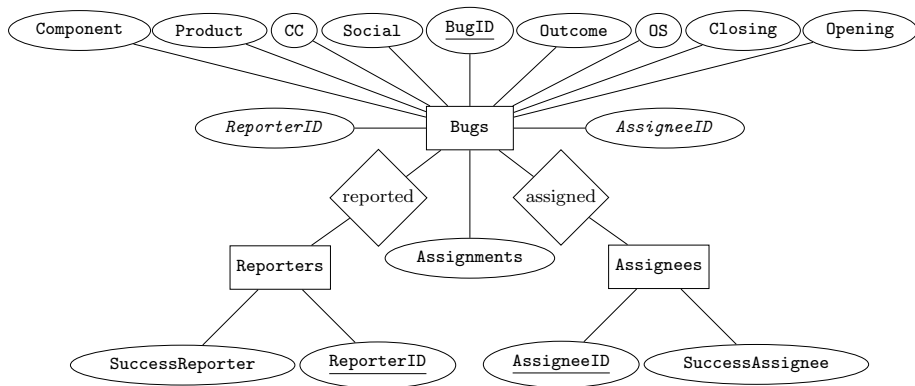 Component Product CC Social BugID Outcome OS Closing Opening
ReporterID Bugs AssigneeID
reported assigned
Reporters Assignments Assignees
SuccessReporter ReporterID AssigneeID SuccessAssignee